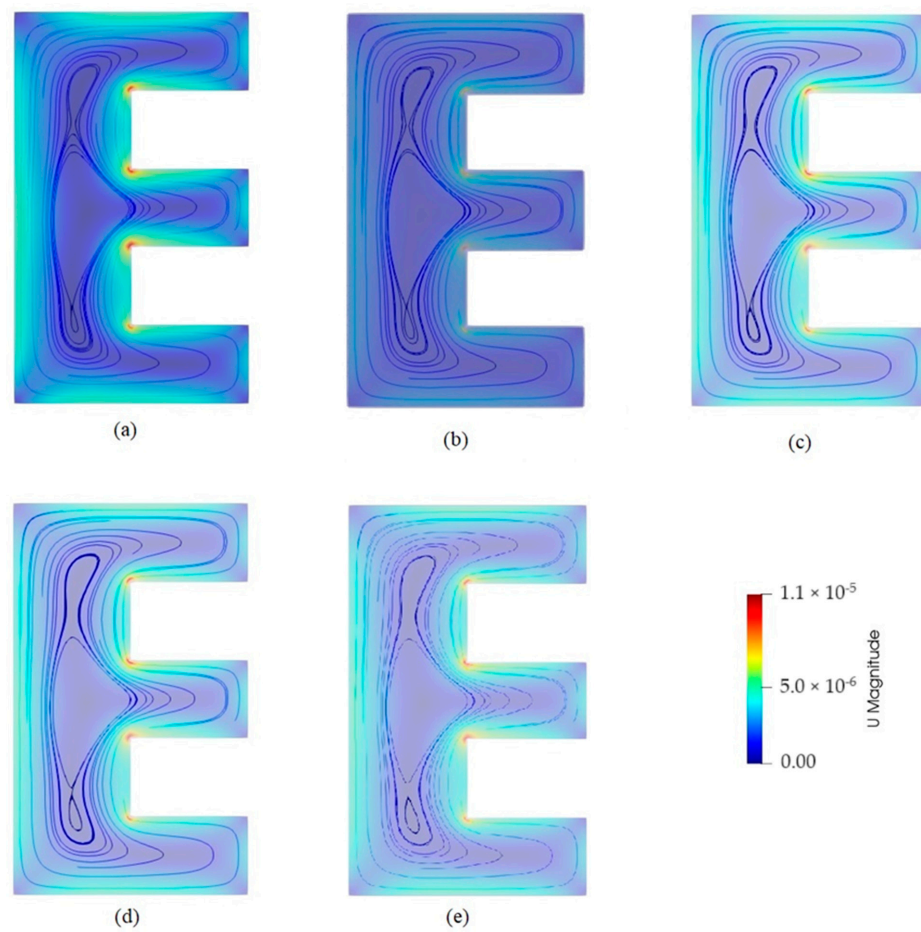 (a)
(b)
(c)
1.1 × 10⁻⁵
5.0 × 10⁻⁶
0.00
U Magnitude
(d)
(e)